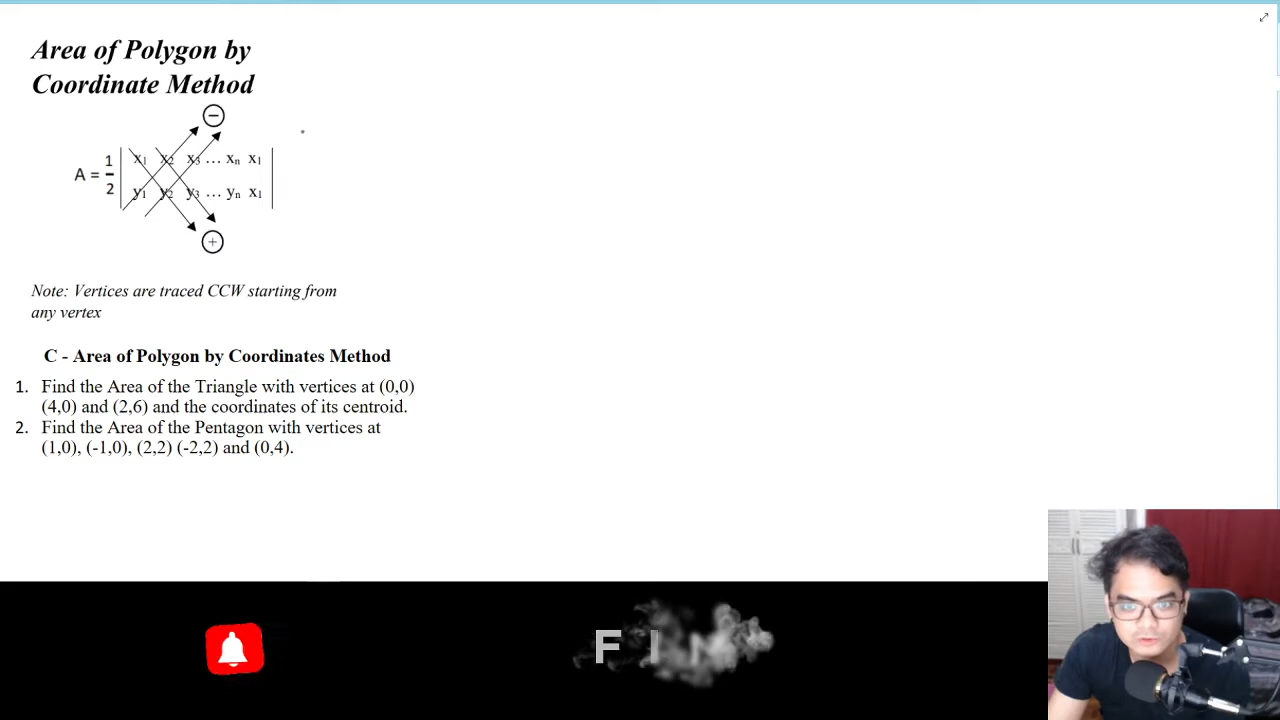 Area of Polygon by
Coordinate Method
−
A = 1/2 | x₁ x₂ x₃ … xₙ x₁ |
| y₁ y₂ y₃ … yₙ x₁ |
+
Note: Vertices are traced CCW starting from
any vertex
C - Area of Polygon by Coordinates Method
1. Find the Area of the Triangle with vertices at (0,0)
(4,0) and (2,6) and the coordinates of its centroid.
2. Find the Area of the Pentagon with vertices at
(1,0), (-1,0), (2,2) (-2,2) and (0,4).
F I